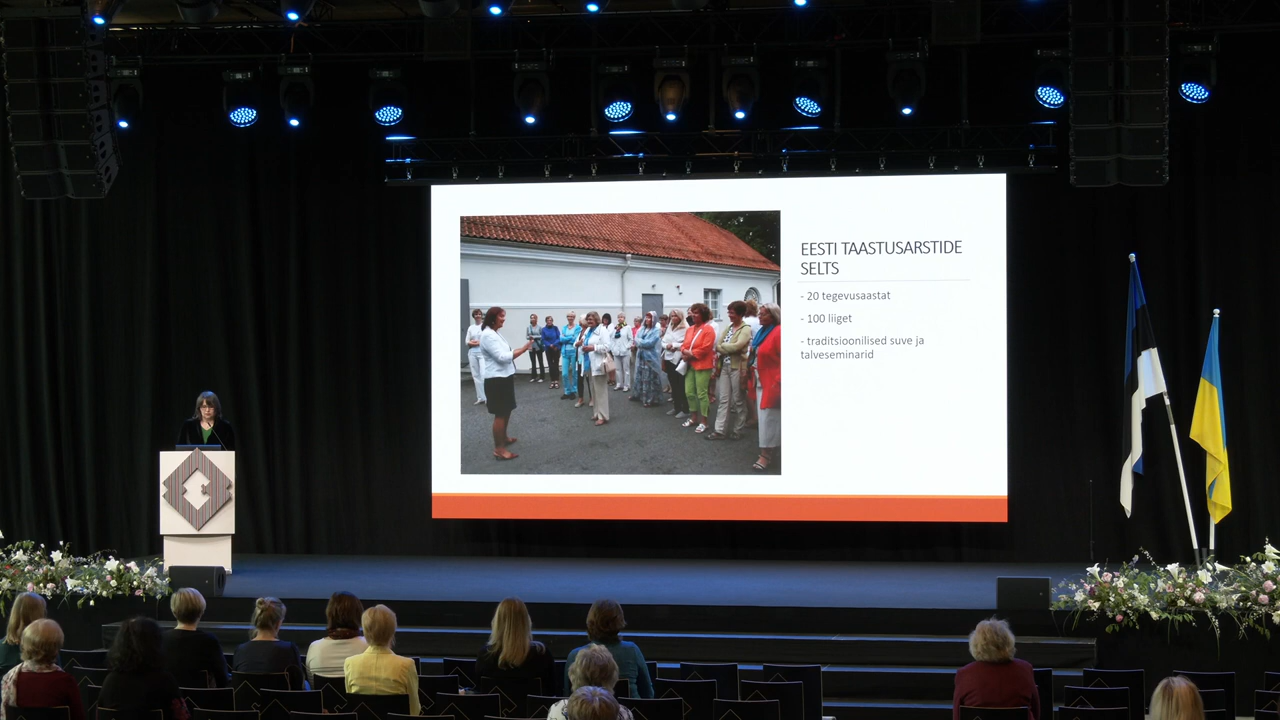 EESTI TAASTUSARSTIDE
SELTS
- 20 tegevusaastat
- 100 liiget
- traditsioonilised suve ja
talveseminarid